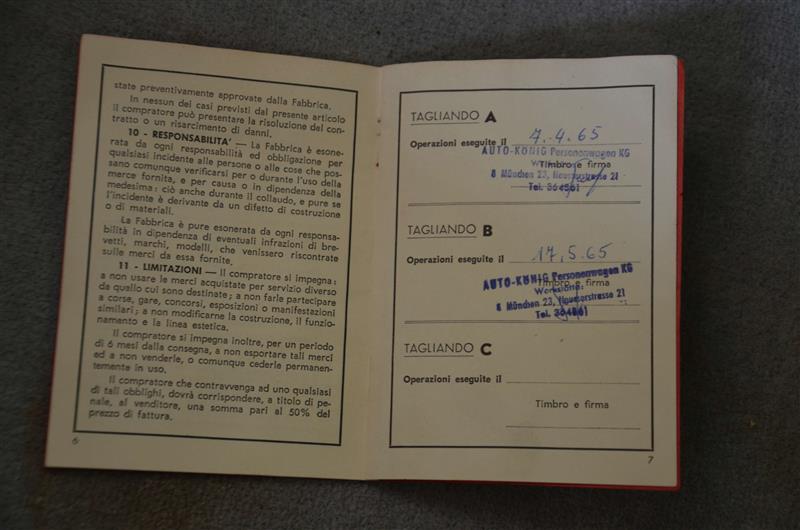 state preventivamente approvate dalla Fabbrica.
In nessun dei casi previsti dal presente articolo
il compratore può presentare la risoluzione del con-
tratto o un risarcimento di danni.
10 - RESPONSABILITA' — La Fabbrica è esone-
rata da ogni responsabilità ed obbligazione per
qualsiasi incidente alle persone o alle cose che pos-
sano comunque verificarsi per o durante l'uso della
merce fornita, e per causa o in dipendenza della
medesima: ciò anche durante il collaudo, e pure se
l'incidente è derivante da un difetto di costruzione
o di materiali.
La Fabbrica è pure esonerata da ogni responsa-
bilità in dipendenza di eventuali infrazioni di bre-
vetti, marchi, modelli, che venissero riscontrate
sulle merci da essa fornite.
11 - LIMITAZIONI — Il compratore si impegna:
a non usare le merci acquistate per servizio diverso
da quello cui sono destinate; a non farle partecipare
a corse, gare, concorsi, esposizioni o manifestazioni
similari; a non modificarne la costruzione, il funzio-
namento e la linea estetica.
Il compratore si impegna inoltre, per un periodo
di 6 mesi dalla consegna, a non esportare tali merci
ed a non venderle, o comunque cederle permanen-
temente in uso.
Il compratore che contravvenga ad uno qualsiasi
di tali obblighi, dovrà corrispondere, a titolo di pe-
nale, al venditore, una somma pari al 50% del
prezzo di fattura.
6
TAGLIANDO A
Operazioni eseguite il 7.4.65
AUTO-KÖNIG Personenwagen KG
Timbro e firma
8 München 23, Haeuserstrasse 21
Tel. 364861
TAGLIANDO B
Operazioni eseguite il 17.5.65
AUTO-KÖNIG Personenwagen KG
Timbro e firma
8 München 23, Haeuserstrasse 21
Tel. 364861
TAGLIANDO C
Operazioni eseguite il
Timbro e firma
7